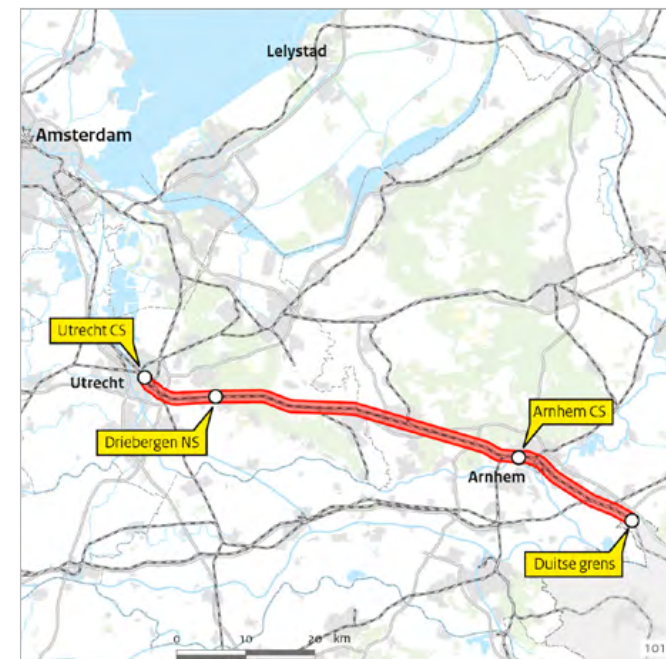 Lelystad
Amsterdam
Utrecht CS
Utrecht
Driebergen NS
Arnhem CS
Arnhem
Duitse grens
0 10 20 km
101